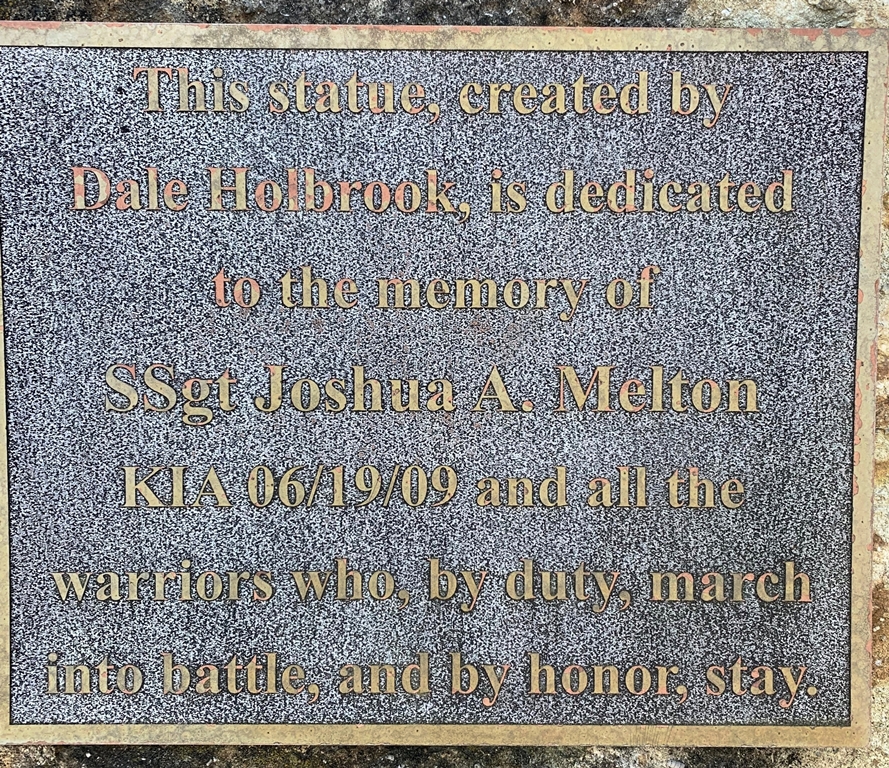 This statue, created by
Dale Holbrook, is dedicated
to the memory of
SSgt Joshua A. Melton
KIA 06/19/09 and all the
warriors who, by duty, march
into battle, and by honor, stay.